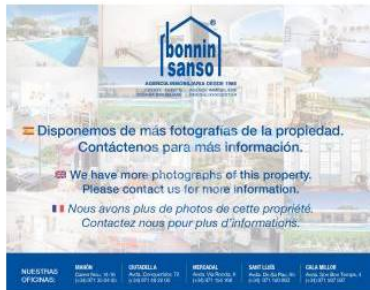 bonnin
sanso
®
AGENCIA INMOBILIARIA DESDE 1968
Disponemos de más fotografías de la propiedad.
Contáctenos para más información.
We have more photographs of this property.
Please contact us for more information.
Nous avons plus de photos de cette propriété.
Contactez nous pour plus d'informations.
NUESTRAS
OFICINAS:
MAHÓN
CIUTADELLA
MERCADAL
SANT LLUÍS
CALA MILLOR